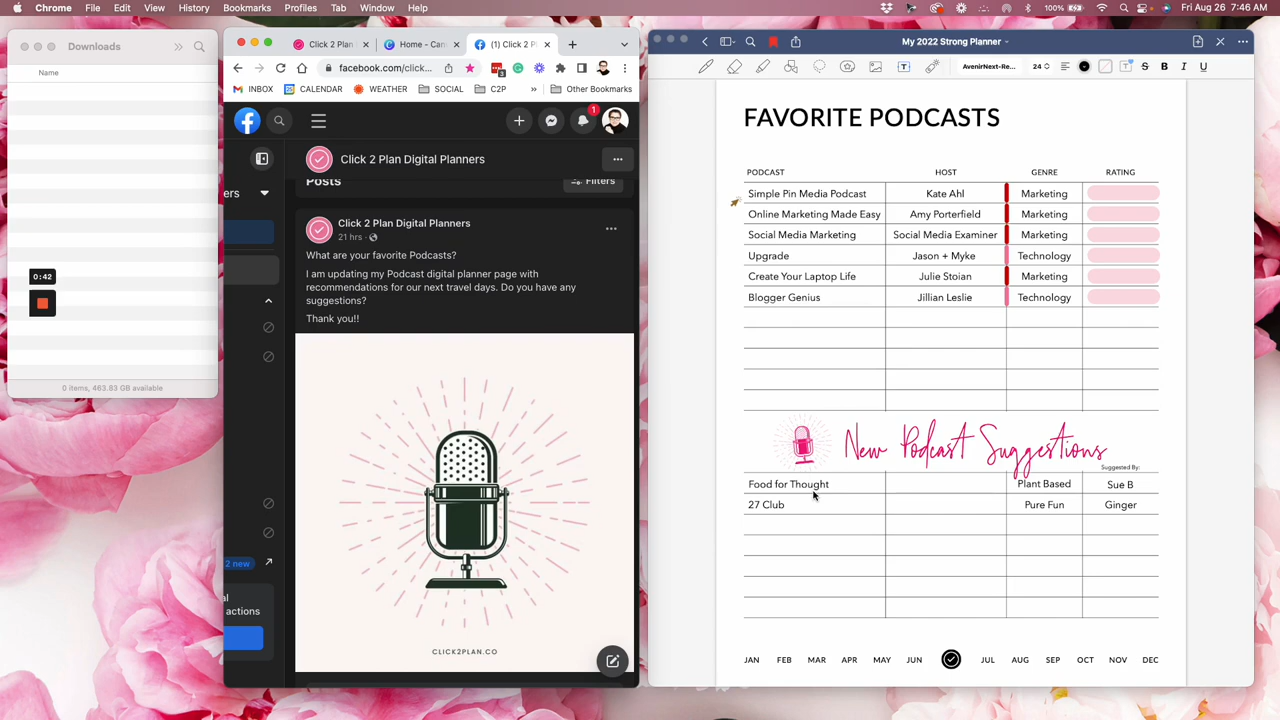 Chrome File Edit View History Bookmarks Profiles Tab Window Help
100% Fri Aug 26 7:46 AM
Downloads
Name
0:42
0 items, 463.83 GB available
Click 2 Plan
Home - Can
(1) Click 2 P
facebook.com/click...
INBOX CALENDAR WEATHER SOCIAL C2P » Other Bookmarks
1
Click 2 Plan Digital Planners
Posts
Filters
ers
Click 2 Plan Digital Planners
21 hrs
What are your favorite Podcasts?
I am updating my Podcast digital planner page with
recommendations for our next travel days. Do you have any
suggestions?
Thank you!!
2 new
al
actions
CLICK2PLAN.CO
My 2022 Strong Planner
AvenirNext-Re... 24 B I U
FAVORITE PODCASTS
PODCAST HOST GENRE RATING
Simple Pin Media Podcast Kate Ahl Marketing
Online Marketing Made Easy Amy Porterfield Marketing
Social Media Marketing Social Media Examiner Marketing
Upgrade Jason + Myke Technology
Create Your Laptop Life Julie Stoian Marketing
Blogger Genius Jillian Leslie Technology
New Podcast Suggestions
Suggested By:
Food for Thought Plant Based Sue B
27 Club Pure Fun Ginger
JAN FEB MAR APR MAY JUN JUL AUG SEP OCT NOV DEC